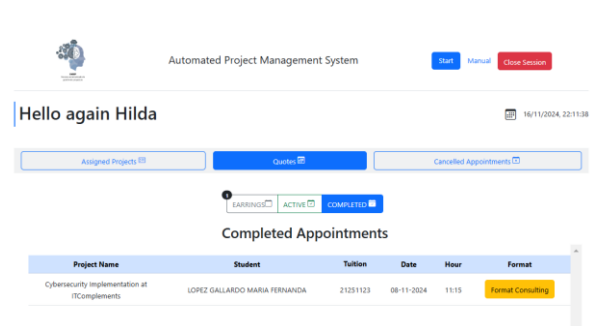 Automated Project Management System
Start
Manual
Close Session
Hello again Hilda
16/11/2024, 22:11:38
Assigned Projects
Quotes
Cancelled Appointments
EARRINGS
ACTIVE
COMPLETED
Completed Appointments
Project Name Student Tuition Date Hour Format
Cybersecurity Implementation at
ITComplements
LOPEZ GALLARDO MARIA FERNANDA 21251123 08-11-2024 11:15 Format Consulting